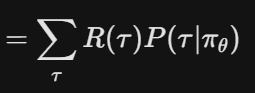 = ∑_τ R(τ)P(τ|π_θ)